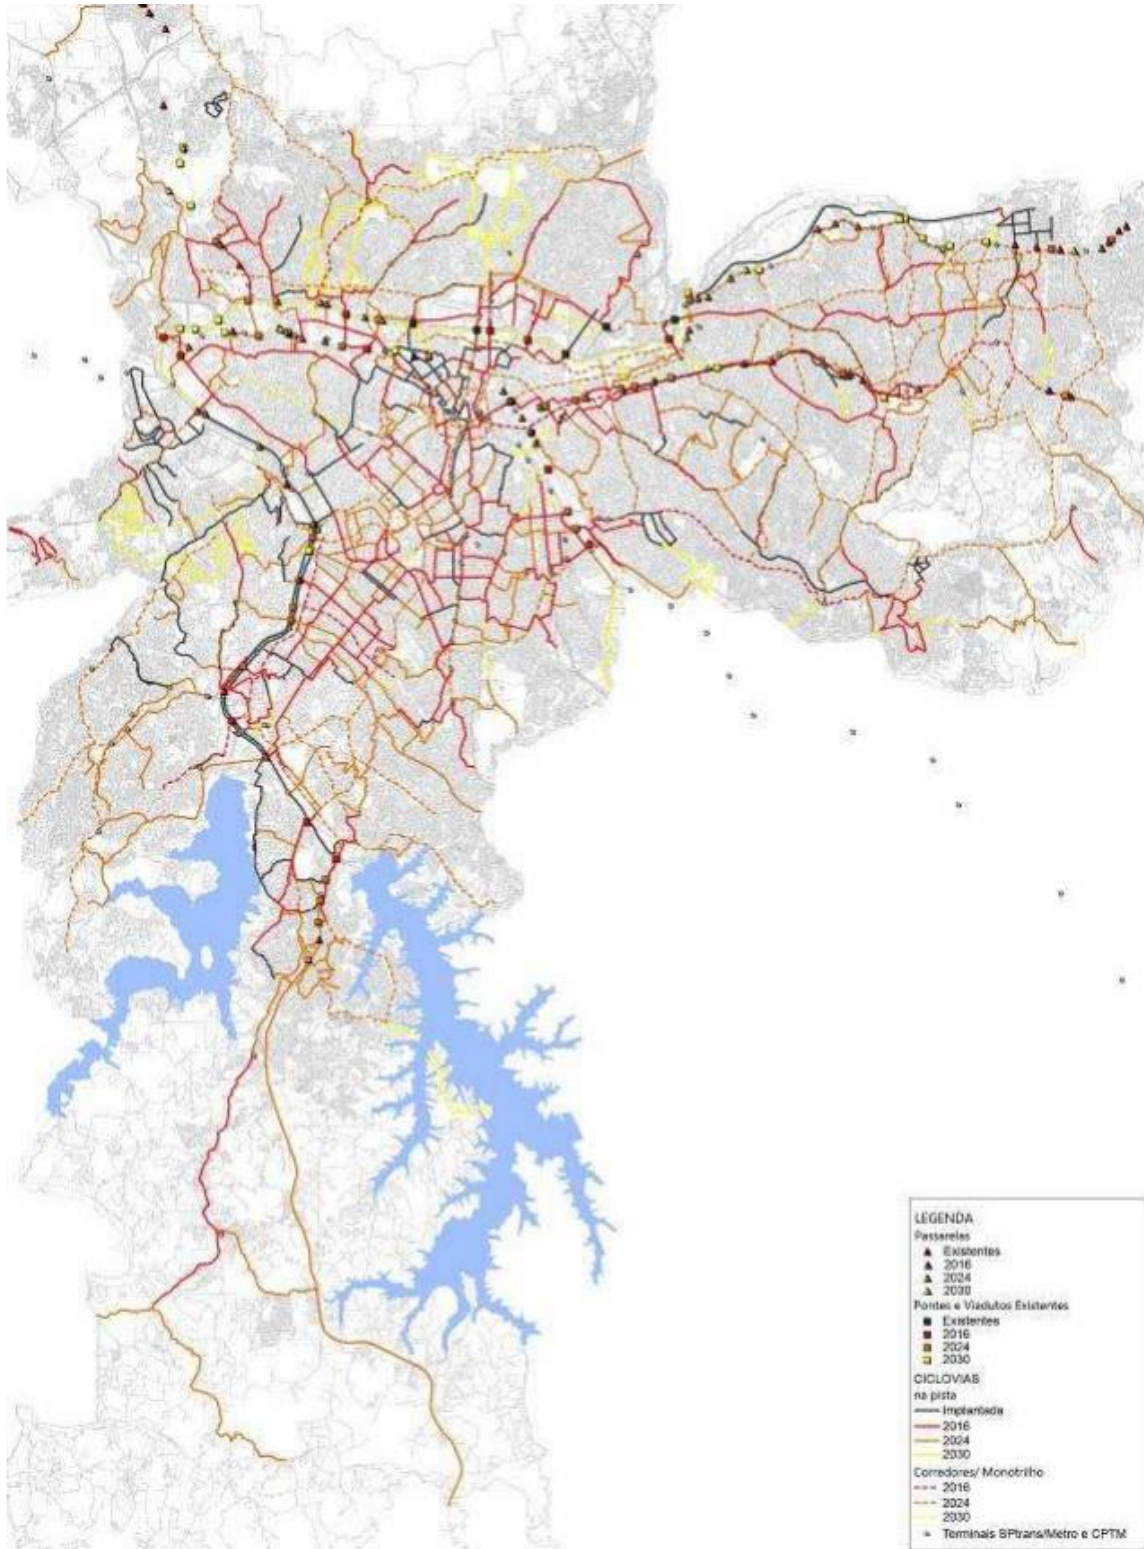 LEGENDA
Passarelas
Existentes
2016
2024
2030
Pontes e Viadutos Existentes
Existentes
2016
2024
2030
CICLOVIAS
na pista
Implantada
2016
2024
2030
Corredores/ Monotrilho
2016
2024
2030
Terminais SPtrans/Metro e CPTM